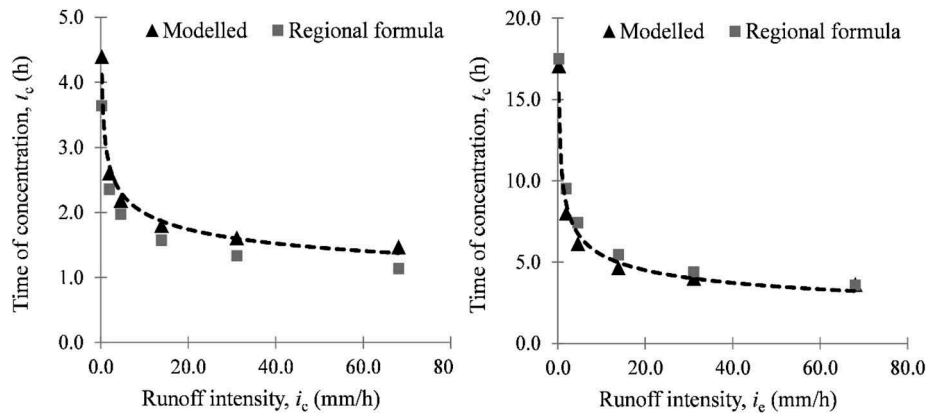 Modelled Regional formula
Time of concentration, tc (h)
5.0
4.0
3.0
2.0
1.0
0.0
0.0 20.0 40.0 60.0 80.0
Runoff intensity, ic (mm/h)
Modelled Regional formula
Time of concentration, tc (h)
20.0
15.0
10.0
5.0
0.0
0.0 20.0 40.0 60.0 80.0
Runoff intensity, ie (mm/h)